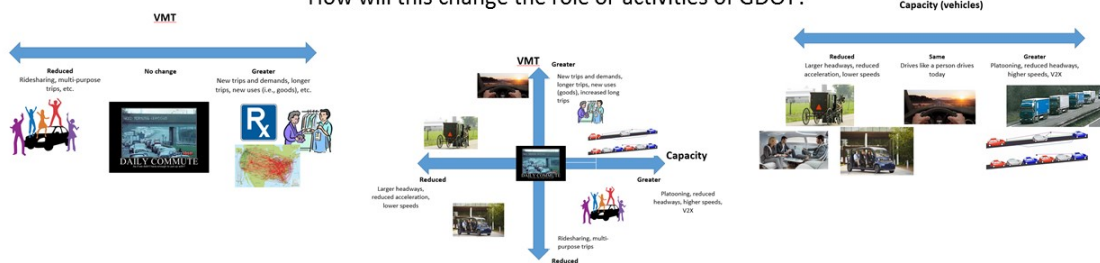 How will this change the role or activities of GDOT?
VMT
Reduced
Ridesharing, multi-purpose
trips, etc.
No change
Greater
New trips and demands, longer
trips, new uses (i.e., goods), etc.
DAILY COMMUTE
Rx
VMT
Greater
New trips and demands,
longer trips, new uses
(goods), increased long
trips
Capacity
Reduced
Larger headways,
reduced acceleration,
lower speeds
Greater
Platooning, reduced
headways, higher speeds,
V2X
Ridesharing, multi-
purpose trips
Reduced
Capacity (vehicles)
Reduced
Larger headways, reduced
acceleration, lower speeds
Same
Drives like a person drives
today
Greater
Platooning, reduced headways,
higher speeds, V2X